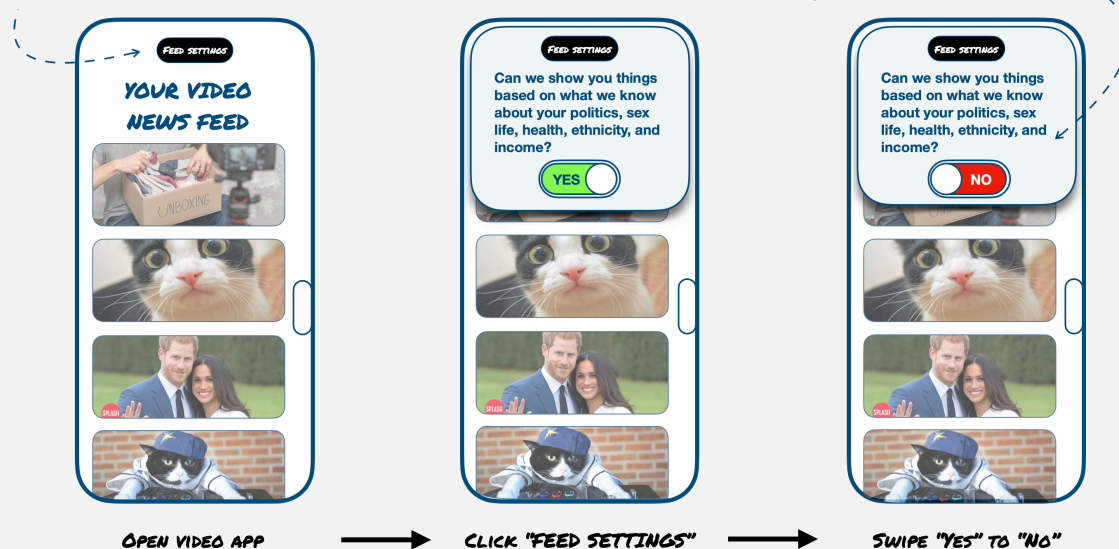 FEED SETTINGS
YOUR VIDEO
NEWS FEED
UNBOXING
SPLASH
OPEN VIDEO APP
FEED SETTINGS
Can we show you things
based on what we know
about your politics, sex
life, health, ethnicity, and
income?
YES
SPLASH
CLICK "FEED SETTINGS"
FEED SETTINGS
Can we show you things
based on what we know
about your politics, sex
life, health, ethnicity, and
income?
NO
SPLASH
SWIPE "YES" TO "NO"